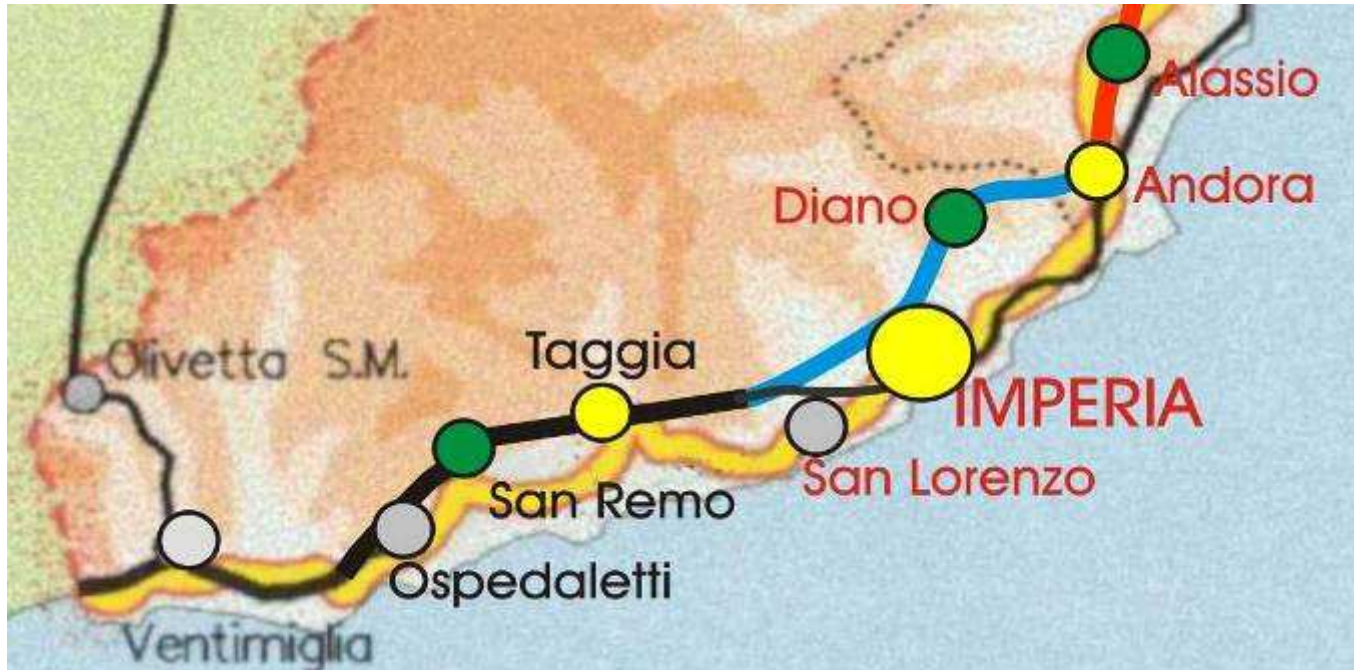 Alassio
Andora
Diano
Olivetta S.M.
Taggia
IMPERIA
San Lorenzo
San Remo
Ospedaletti
Ventimiglia